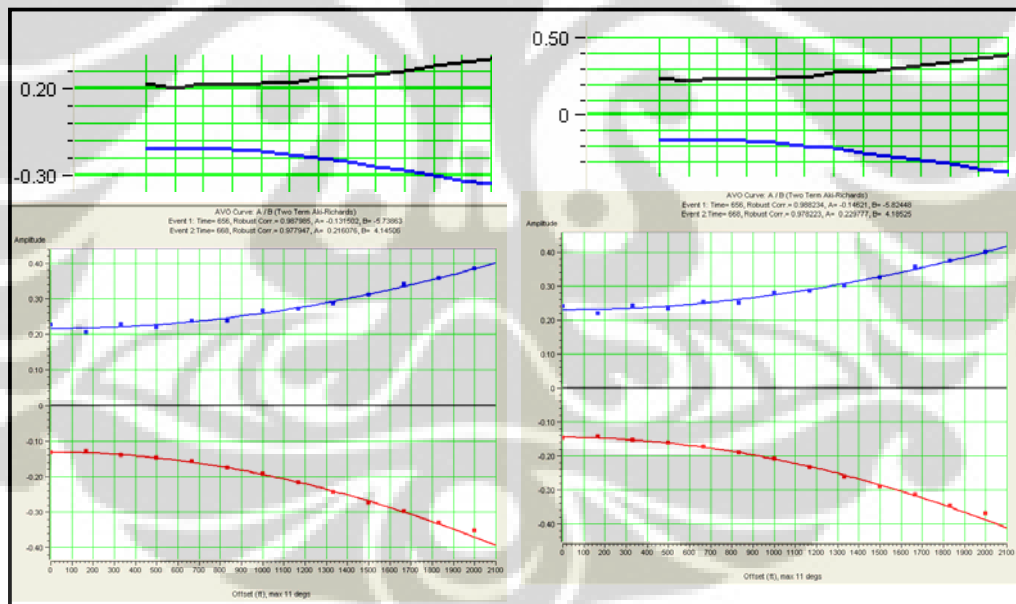 0.20
-0.30
0.50
0
AVO Curve: A / B (Two Term Aki-Richards)
Event 1: Time= 656, Robust Corr.= 0.987985, A= -0.131502, B= -5.73863
Event 2:Time= 668, Robust Corr.= 0.977947, A= 0.216076, B= 4.14506
Amplitude
0.40
0.30
0.20
0.10
0
-0.10
-0.20
-0.30
-0.40
0 100 200 300 400 500 600 700 800 900 1000 1100 1200 1300 1400 1500 1600 1700 1800 1900 2000 2100
Offset (ft), max 11 degs
AVO Curve: A / B (Two Term Aki-Richards)
Event 1: Time= 656, Robust Corr.= 0.988234, A= -0.14621, B= -5.82448
Event 2:Time= 668, Robust Corr.= 0.978223, A= 0.229777, B= 4.18525
Amplitude
0.40
0.30
0.20
0.10
0
-0.10
-0.20
-0.30
-0.40
0 100 200 300 400 500 600 700 800 900 1000 1100 1200 1300 1400 1500 1600 1700 1800 1900 2000 2100
Offset (ft), max 11 degs